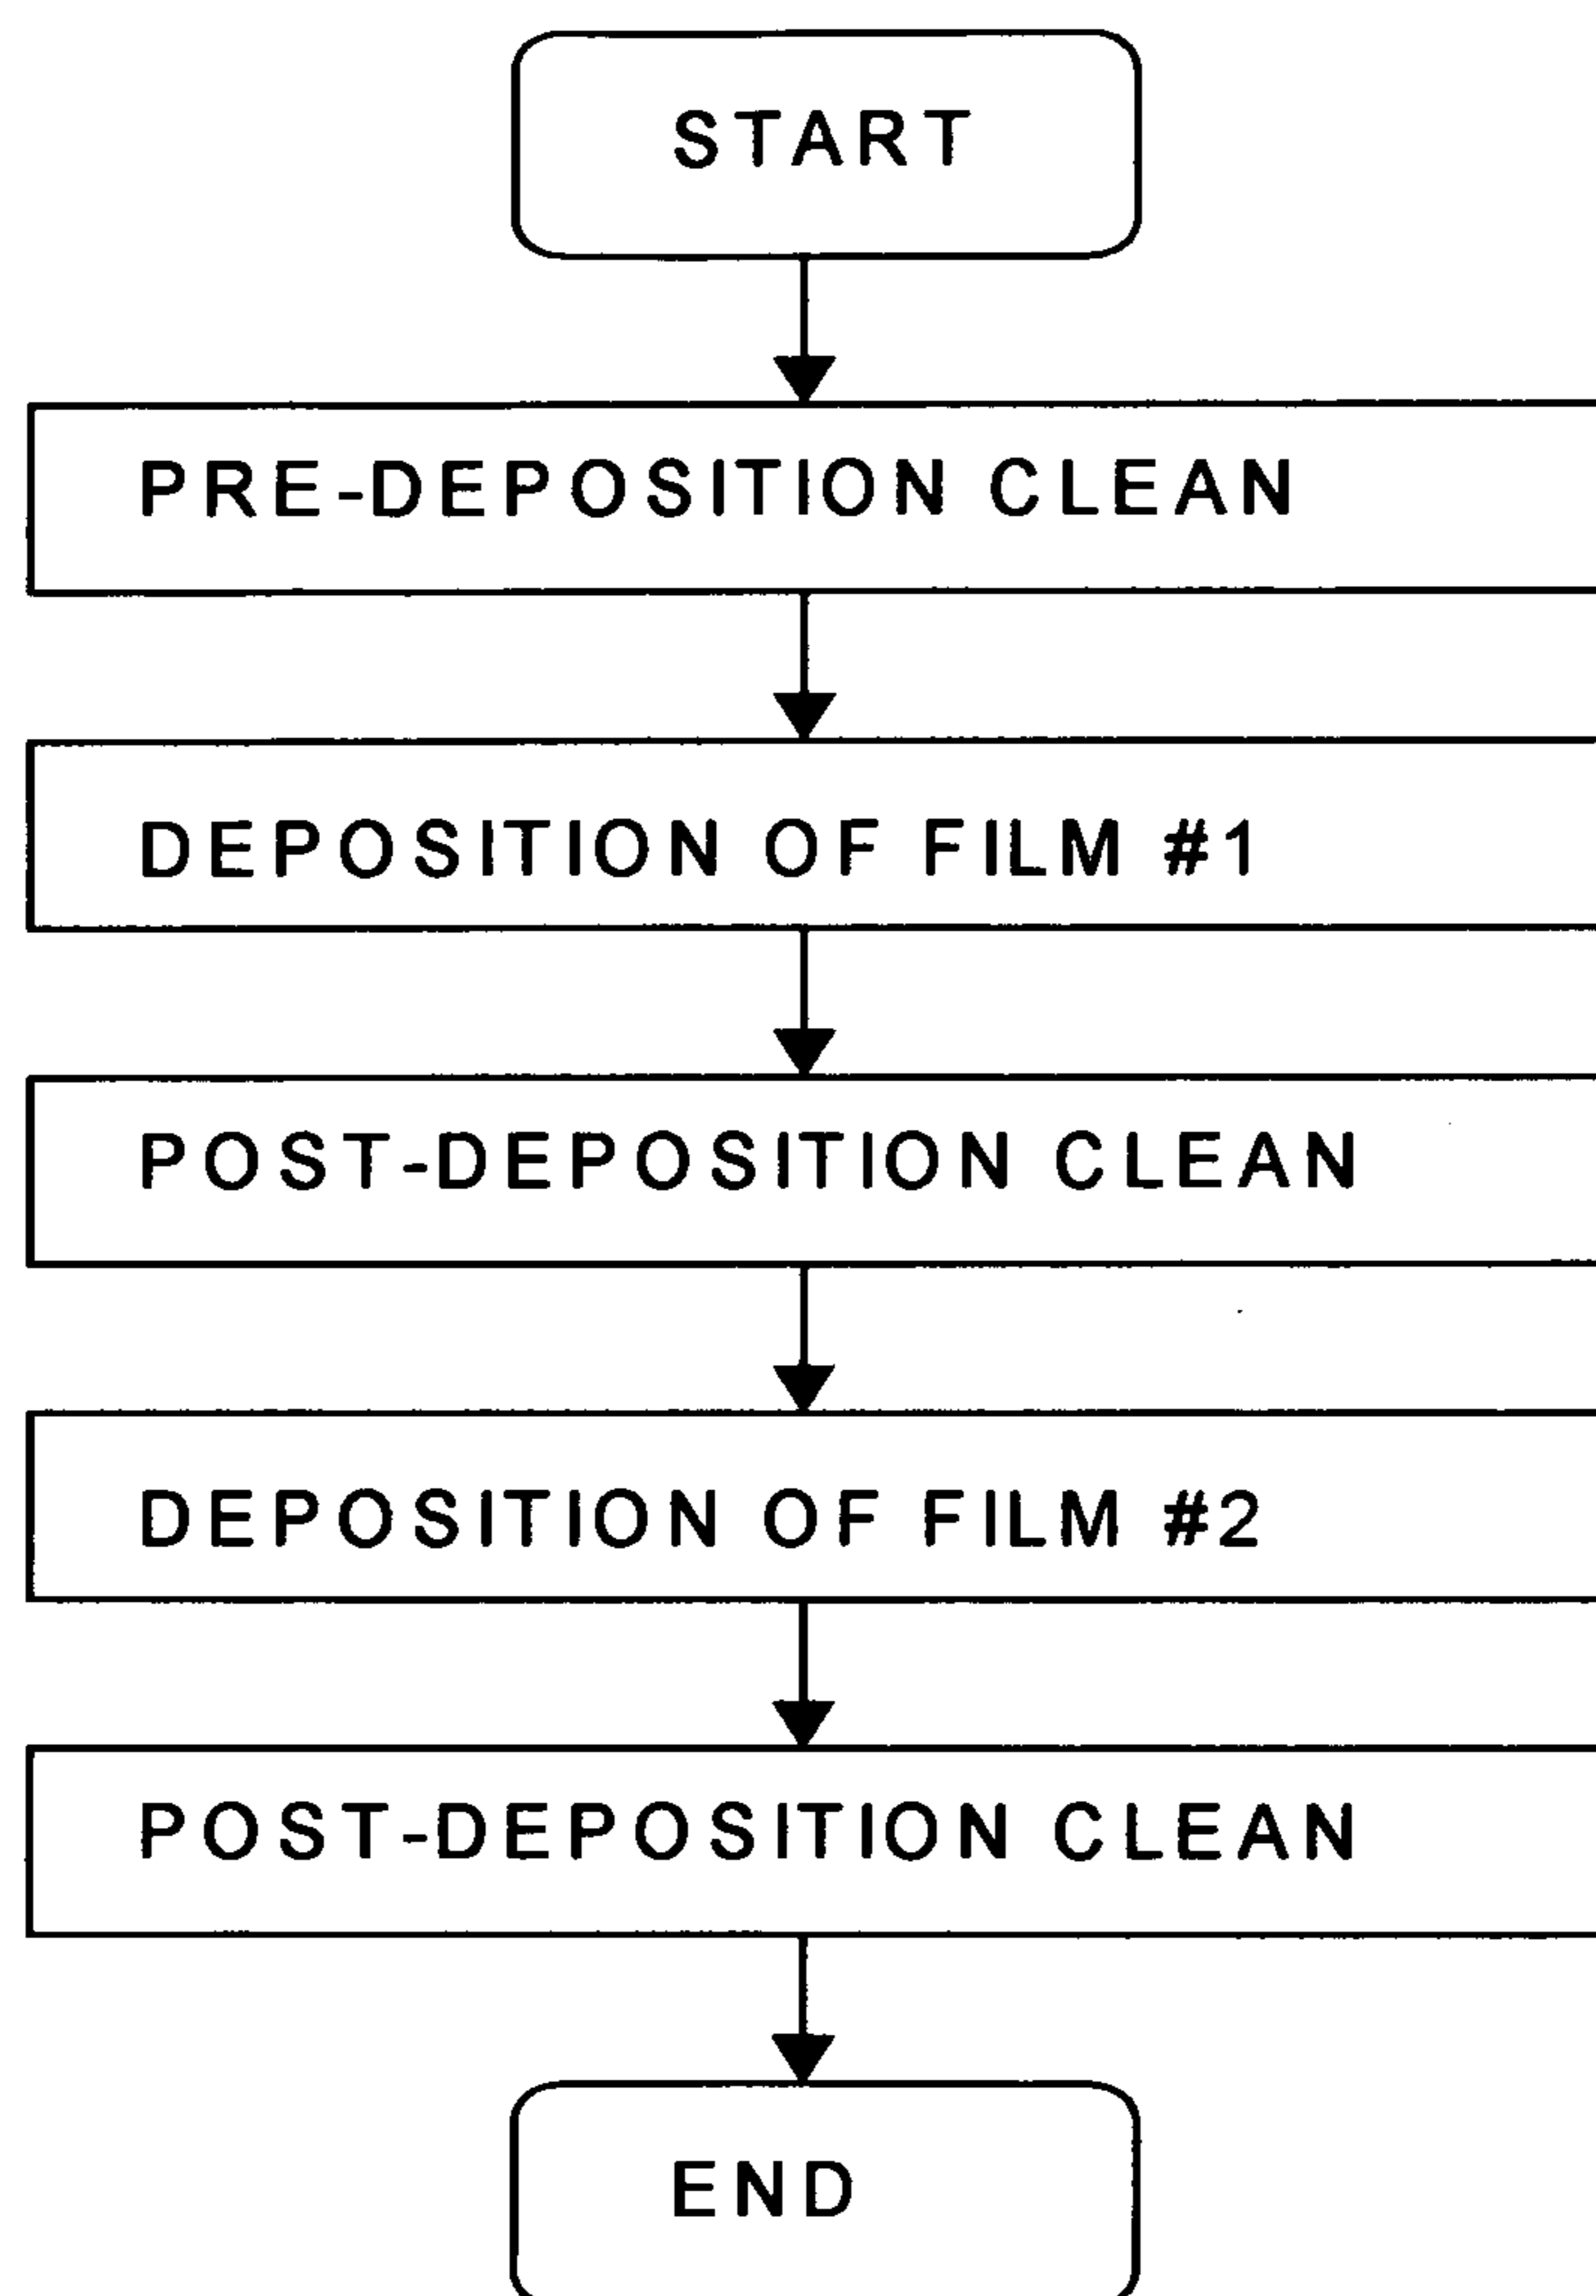 START
PRE-DEPOSITION CLEAN
DEPOSITION OF FILM #1
POST-DEPOSITION CLEAN
DEPOSITION OF FILM #2
POST-DEPOSITION CLEAN
END